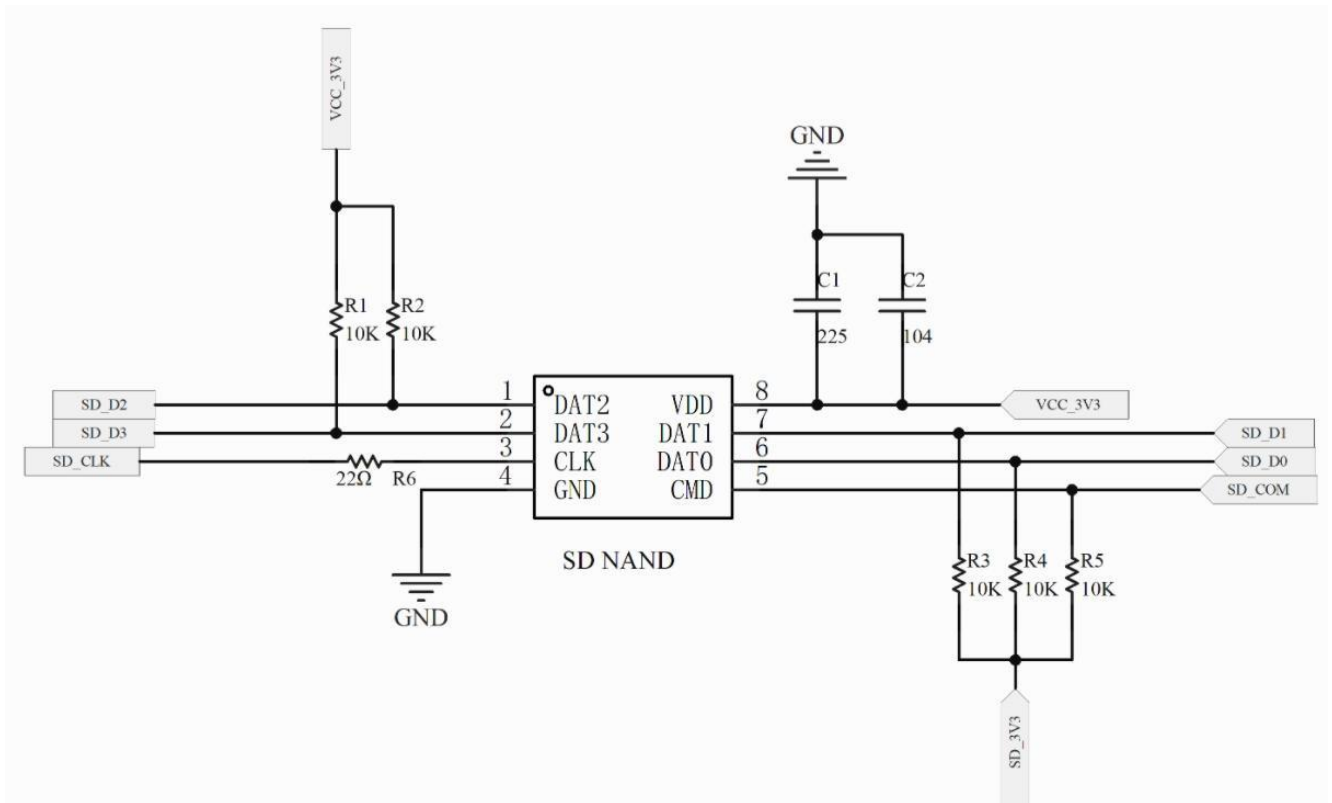 VCC_3V3
GND
C1
C2
225
104
R1
R2
10K
10K
SD_D2
SD_D3
SD_CLK
22Ω
R6
1
2
3
4
DAT2
DAT3
CLK
GND
VDD
DAT1
DAT0
CMD
8
7
6
5
VCC_3V3
SD_D1
SD_D0
SD_COM
SD NAND
GND
R3
R4
R5
10K
10K
10K
SD_3V3